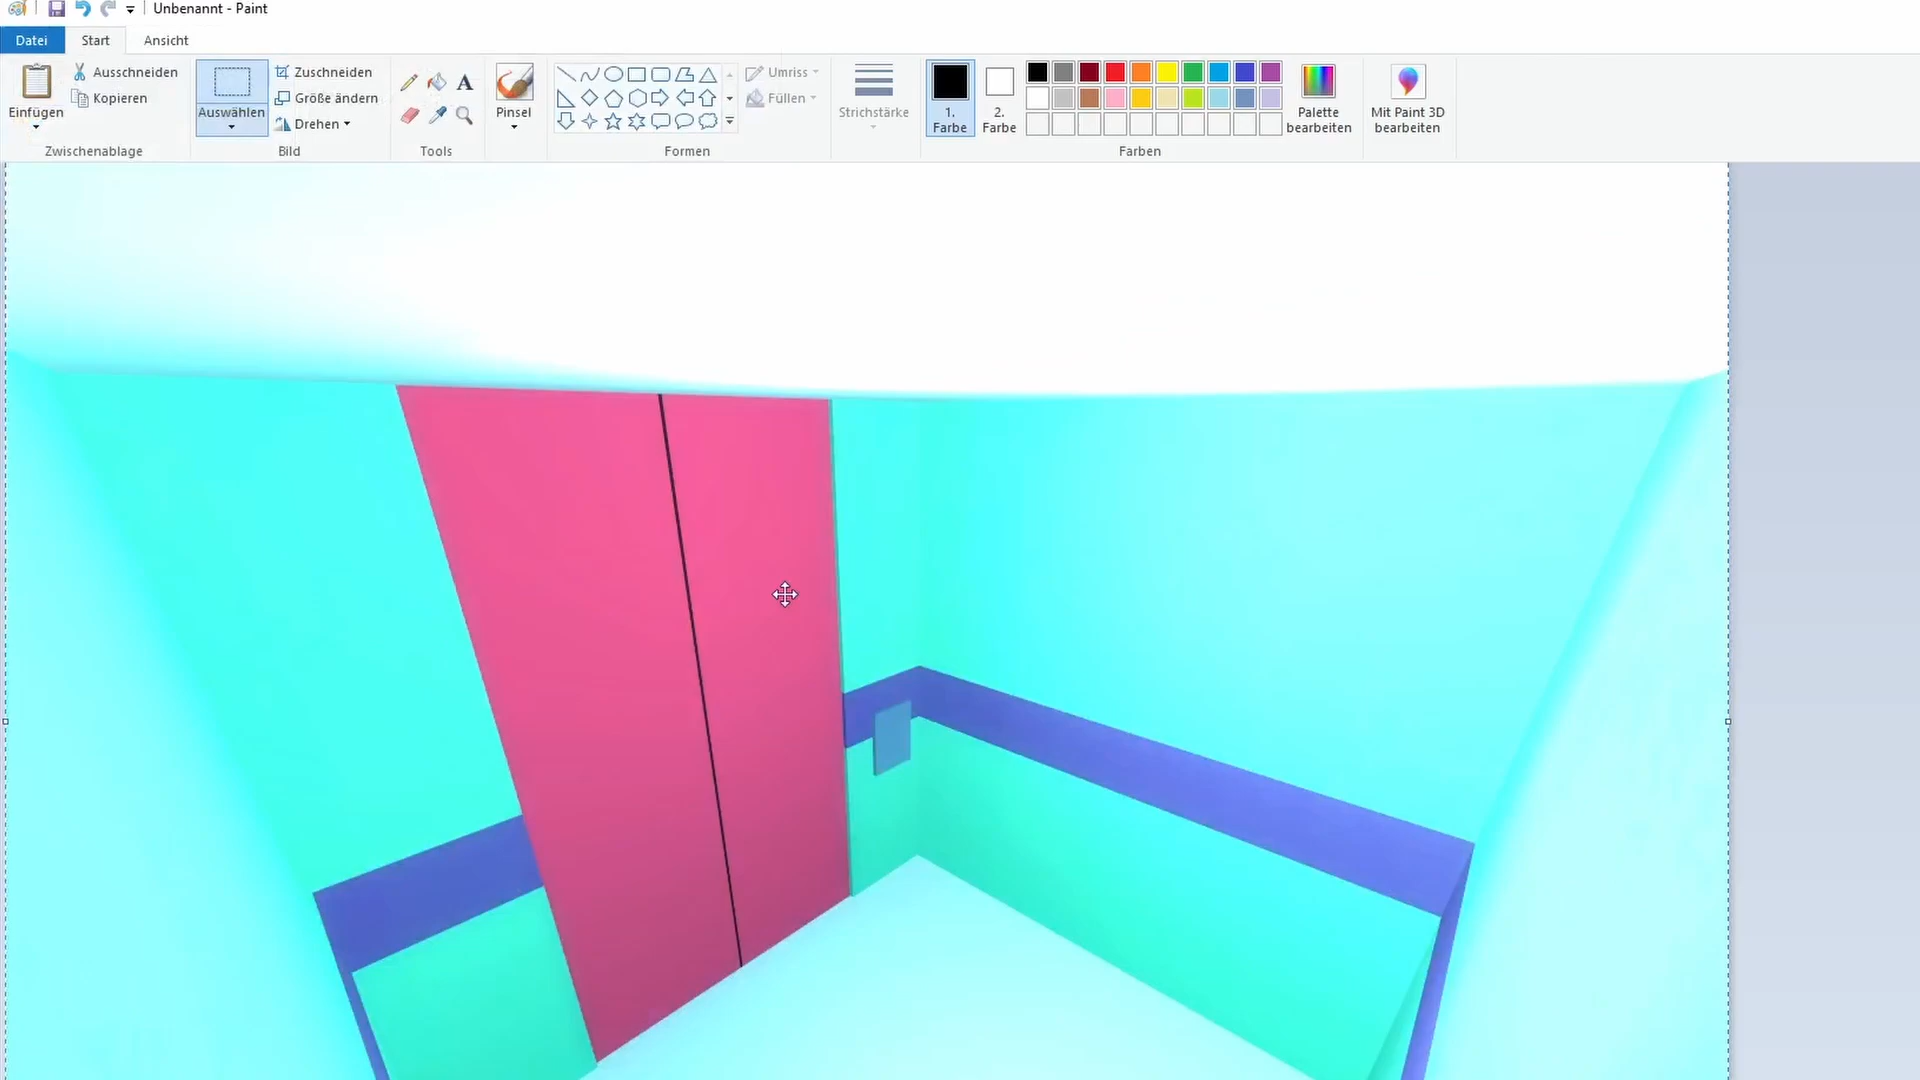 Unbenannt - Paint
Datei
Start
Ansicht
Einfügen
Ausschneiden
Kopieren
Zwischenablage
Auswählen
Zuschneiden
Größe ändern
Drehen
Bild
A
Tools
Pinsel
Formen
Umriss
Füllen
Strichstärke
1.
Farbe
2.
Farbe
Palette
bearbeiten
Farben
Mit Paint 3D
bearbeiten